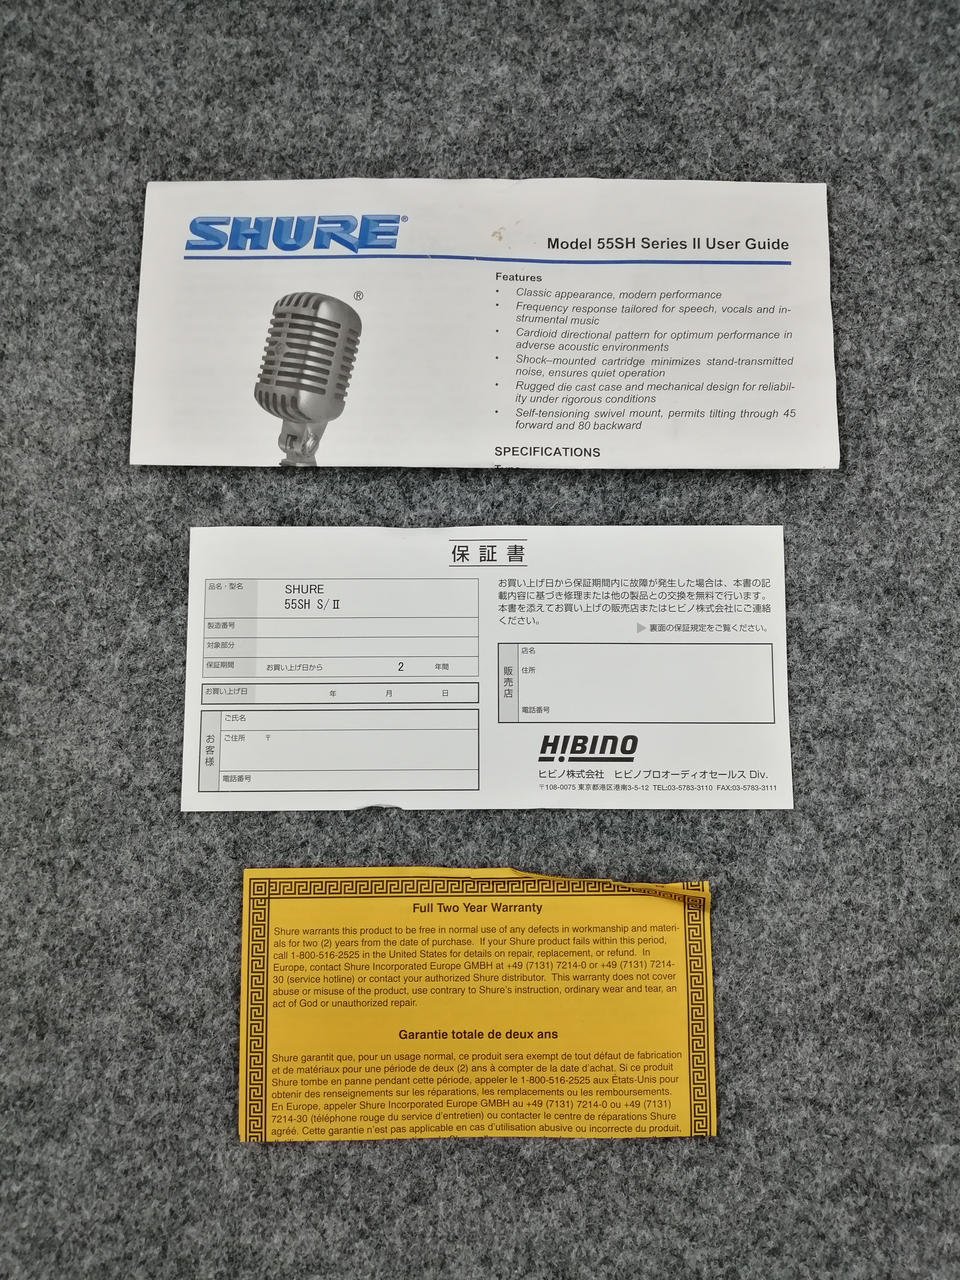 SHURE®
Model 55SH Series II User Guide
®
Features
• Classic appearance, modern performance
• Frequency response tailored for speech, vocals and in-
strumental music
• Cardioid directional pattern for optimum performance in
adverse acoustic environments
• Shock–mounted cartridge minimizes stand-transmitted
noise, ensures quiet operation
• Rugged die cast case and mechanical design for reliabil-
ity under rigorous conditions
• Self-tensioning swivel mount, permits tilting through 45
forward and 80 backward
SPECIFICATIONS
保証書
品名・型名 SHURE
55SH S/Ⅱ
製造番号
対象部分
保証期間 お買い上げ日から 2 年間
お買い上げ日 年 月 日
お客様
ご氏名
ご住所 〒
電話番号
お買い上げ日から保証期間内に故障が発生した場合は、本書の記
載内容に基づき修理または他の製品との交換を無料で行います。
本書を添えてお買い上げの販売店またはヒビノ株式会社にご連絡
ください。
▶ 裏面の保証規定をご覧ください。
販売店
店名
住所
電話番号
HIBINO
ヒビノ株式会社 ヒビノプロオーディオセールス Div.
〒108-0075 東京都港区港南3-5-12 TEL:03-5783-3110 FAX:03-5783-3111
Full Two Year Warranty
Shure warrants this product to be free in normal use of any defects in workmanship and materi-
als for two (2) years from the date of purchase. If your Shure product fails within this period,
call 1-800-516-2525 in the United States for details on repair, replacement, or refund. In
Europe, contact Shure Incorporated Europe GMBH at +49 (7131) 7214-0 or +49 (7131) 7214-
30 (service hotline) or contact your authorized Shure distributor. This warranty does not cover
abuse or misuse of the product, use contrary to Shure's instruction, ordinary wear and tear, an
act of God or unauthorized repair.
Garantie totale de deux ans
Shure garantit que, pour un usage normal, ce produit sera exempt de tout défaut de fabrication
et de matériaux pour une période de deux (2) ans à compter de la date d'achat. Si ce produit
Shure tombe en panne pendant cette période, appeler le 1-800-516-2525 aux États-Unis pour
obtenir des renseignements sur les réparations, les remplacements ou les remboursements.
En Europe, appeler Shure Incorporated Europe GMBH au +49 (7131) 7214-0 ou +49 (7131)
7214-30 (téléphone rouge du service d'entretien) ou contacter le centre de réparations Shure
agréé. Cette garantie n'est pas applicable en cas d'utilisation abusive ou incorrecte du produit,